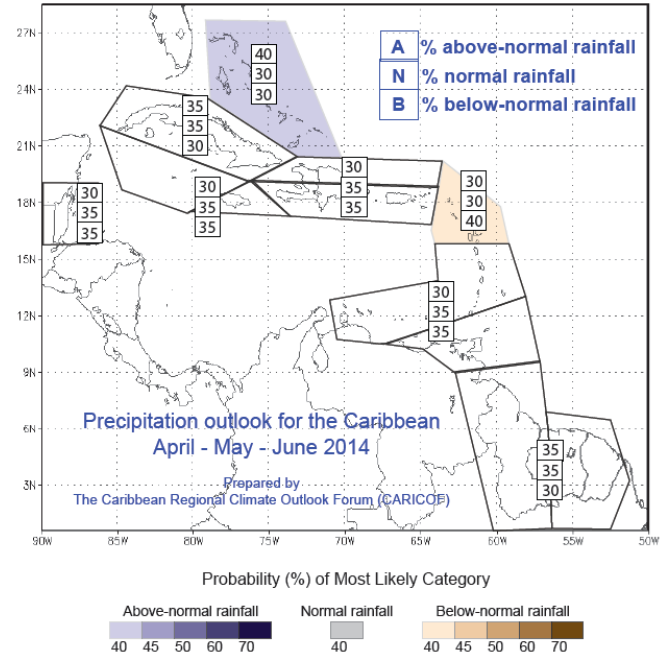 27N
24N
21N
18N
15N
12N
9N
6N
3N
A % above-normal rainfall
N % normal rainfall
B % below-normal rainfall
40
30
30
35
35
30
30
35
35
30
35
35
30
35
35
30
30
40
30
35
35
35
35
30
Precipitation outlook for the Caribbean
April - May - June 2014
Prepared by
The Caribbean Regional Climate Outlook Forum (CARICOF)
90W 85W 80W 75W 70W 65W 60W 55W 50W
Probability (%) of Most Likely Category
Above-normal rainfall Normal rainfall Below-normal rainfall
40 45 50 60 70 40 40 45 50 60 70